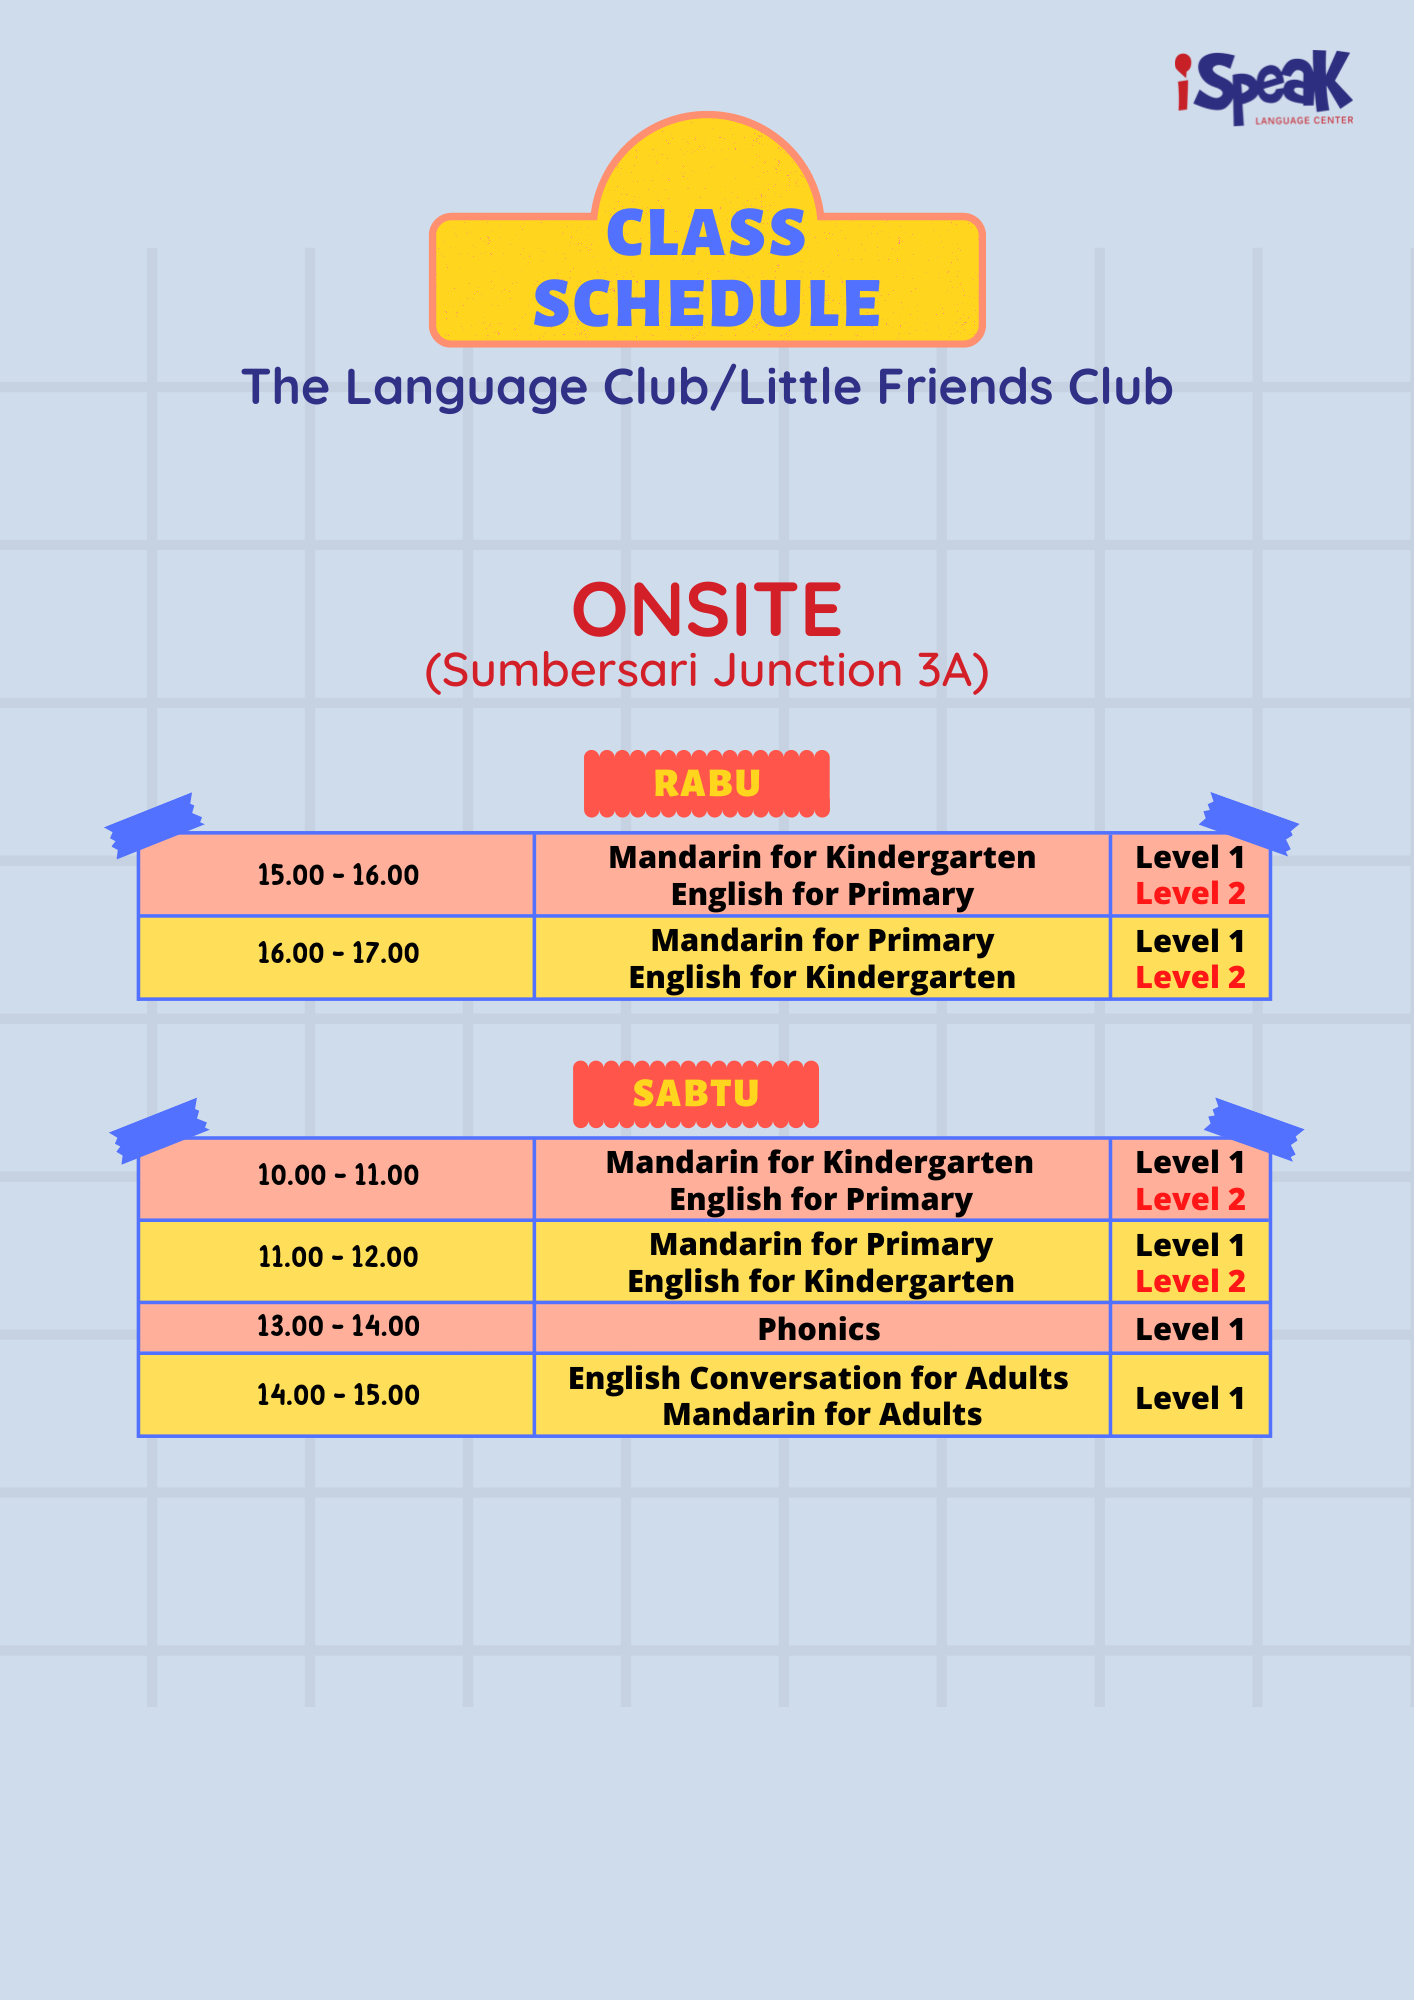 iSpeak
LANGUAGE CENTER
CLASS
SCHEDULE
The Language Club/Little Friends Club
ONSITE
(Sumbersari Junction 3A)
RABU
15.00 - 16.00
Mandarin for Kindergarten
English for Primary
Level 1
Level 2
16.00 - 17.00
Mandarin for Primary
English for Kindergarten
Level 1
Level 2
SABTU
10.00 - 11.00
Mandarin for Kindergarten
English for Primary
Level 1
Level 2
11.00 - 12.00
Mandarin for Primary
English for Kindergarten
Level 1
Level 2
13.00 - 14.00
Phonics
Level 1
14.00 - 15.00
English Conversation for Adults
Mandarin for Adults
Level 1